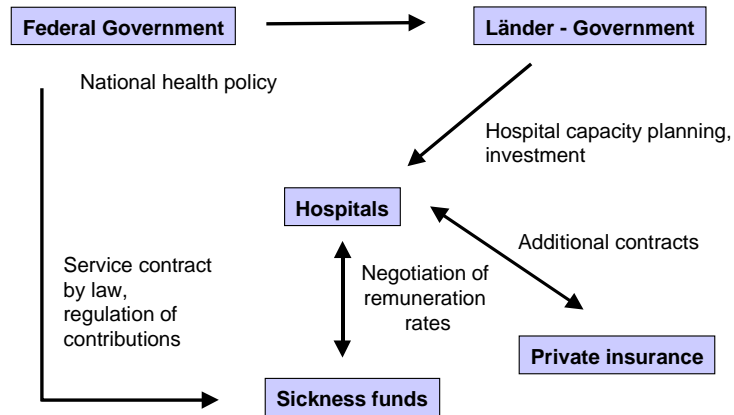 Federal Government
Länder - Government
National health policy
Hospital capacity planning,
investment
Hospitals
Additional contracts
Service contract
by law,
regulation of
contributions
Negotiation of
remuneration
rates
Private insurance
Sickness funds